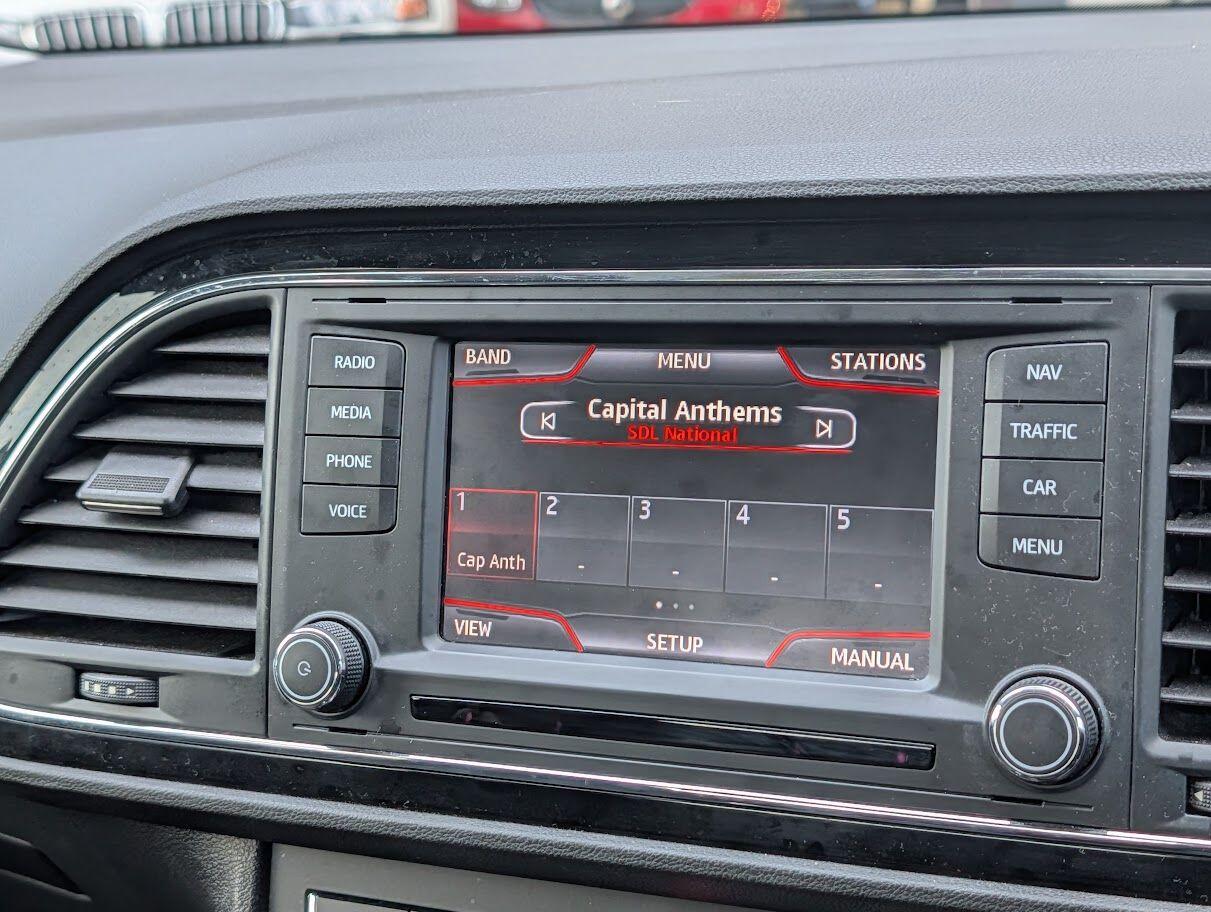 RADIO
MEDIA
PHONE
VOICE
BAND
MENU
STATIONS
Capital Anthems
SDL National
1
2
3
4
5
Cap Anth
-
-
-
-
VIEW
SETUP
MANUAL
NAV
TRAFFIC
CAR
MENU